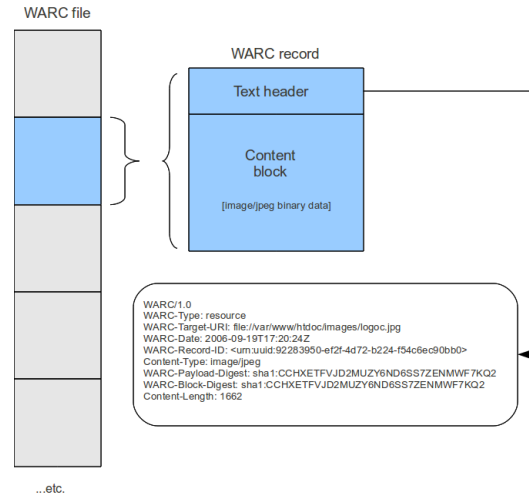 WARC file
WARC record
Text header
Content
block
[image/jpeg binary data]
WARC/1.0
WARC-Type: resource
WARC-Target-URI: file://var/www/htdoc/images/logoc.jpg
WARC-Date: 2006-09-19T17:20:24Z
WARC-Record-ID: <urn:uuid:92283950-ef2f-4d72-b224-f54c6ec90bb0>
Content-Type: image/jpeg
WARC-Payload-Digest: sha1:CCHXETFVJD2MUZY6ND6SS7ZENMWF7KQ2
WARC-Block-Digest: sha1:CCHXETFVJD2MUZY6ND6SS7ZENMWF7KQ2
Content-Length: 1662
...etc.